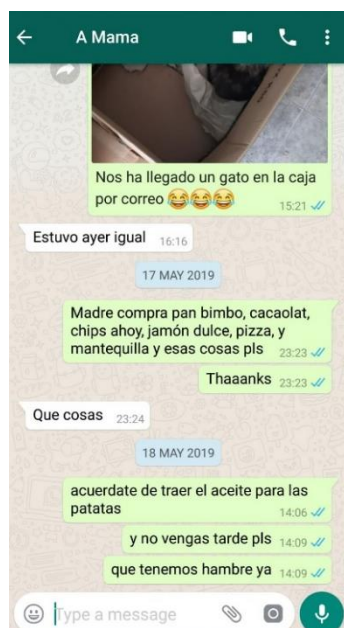 A Mama
Nos ha llegado un gato en la caja
por correo 😂😂😂
15:21
Estuvo ayer igual 16:16
17 MAY 2019
Madre compra pan bimbo, cacaolat,
chips ahoy, jamón dulce, pizza, y
mantequilla y esas cosas pls 23:23
Thaaanks 23:23
Que cosas 23:24
18 MAY 2019
acuerdate de traer el aceite para las
patatas 14:06
y no vengas tarde pls 14:09
que tenemos hambre ya 14:09
Type a message